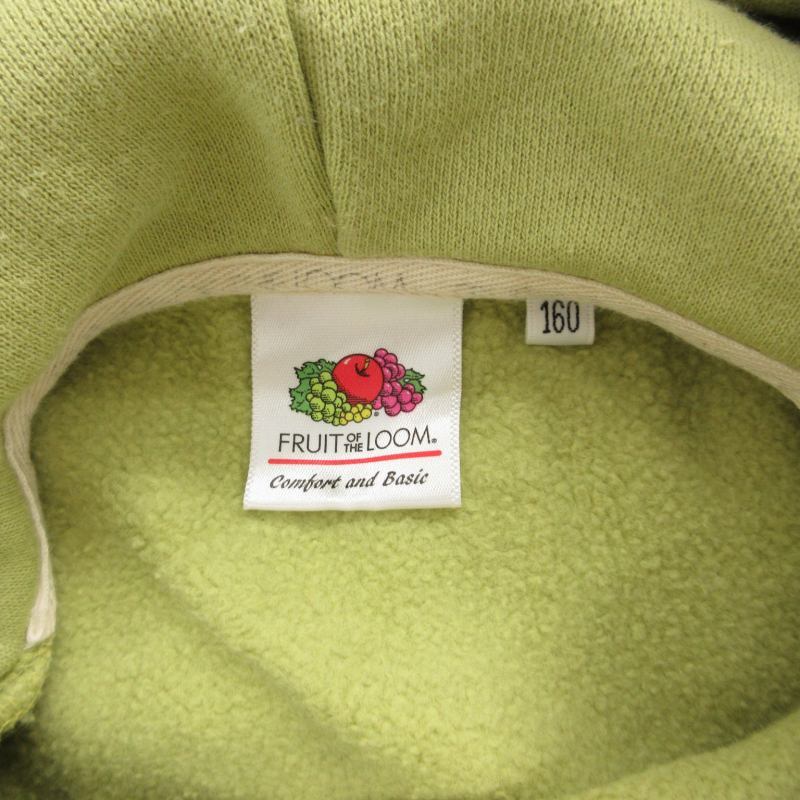 160
FRUIT OF THE LOOM®
Comfort and Basic